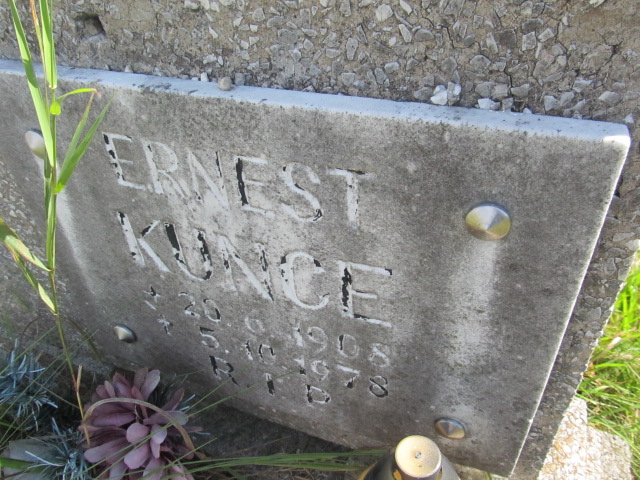 ERNEST
KUNCE
* 20.6.1908
+ 5.10.1978
R.I.P